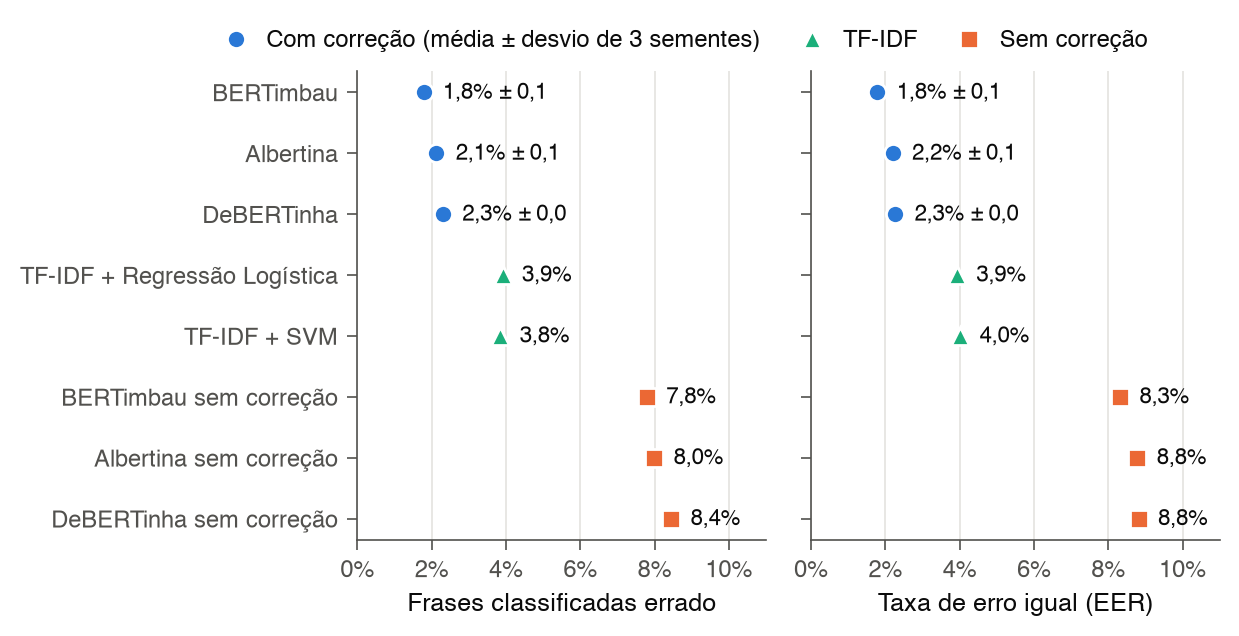 Com correção (média ± desvio de 3 sementes) TF-IDF Sem correção
BERTimbau 1,8% ± 0,1 1,8% ± 0,1
Albertina 2,1% ± 0,1 2,2% ± 0,1
DeBERTinha 2,3% ± 0,0 2,3% ± 0,0
TF-IDF + Regressão Logística 3,9% 3,9%
TF-IDF + SVM 3,8% 4,0%
BERTimbau sem correção 7,8% 8,3%
Albertina sem correção 8,0% 8,8%
DeBERTinha sem correção 8,4% 8,8%
0% 2% 4% 6% 8% 10% 0% 2% 4% 6% 8% 10%
Frases classificadas errado Taxa de erro igual (EER)